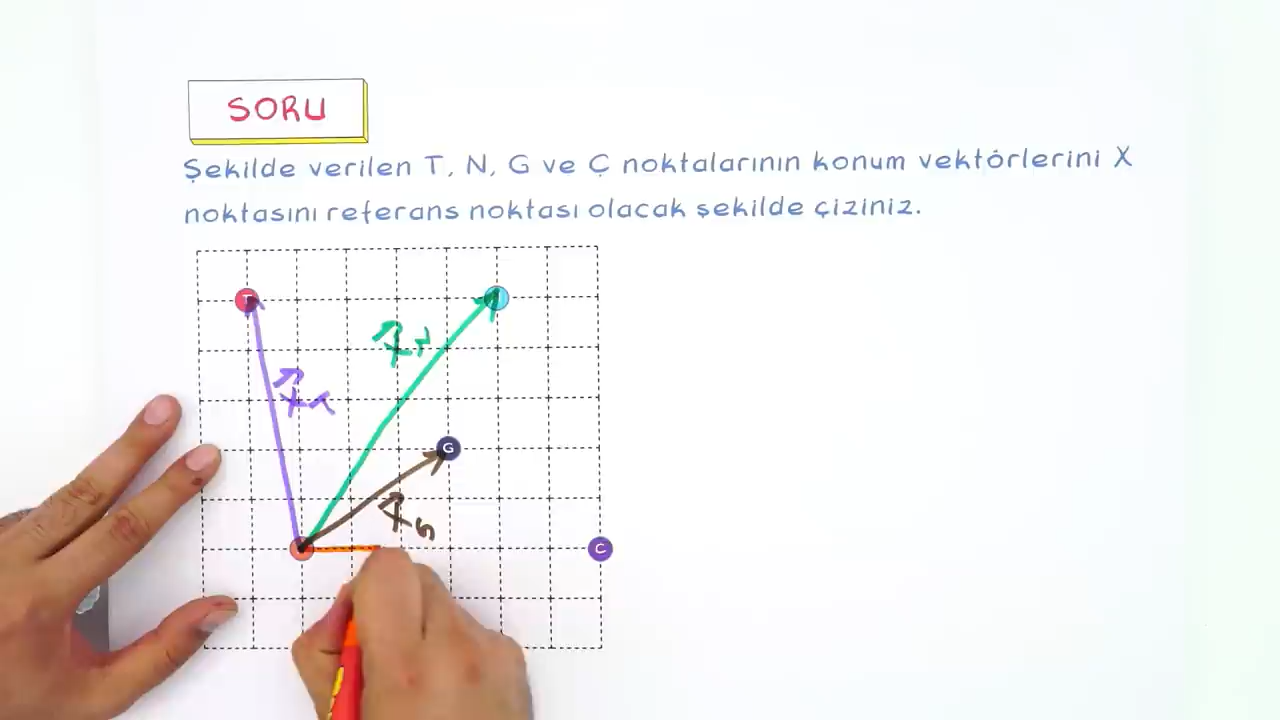 SORU
Şekilde verilen T, N, G ve Ç noktalarının konum vektörlerini X
noktasını referans noktası olacak şekilde çiziniz.
G
C